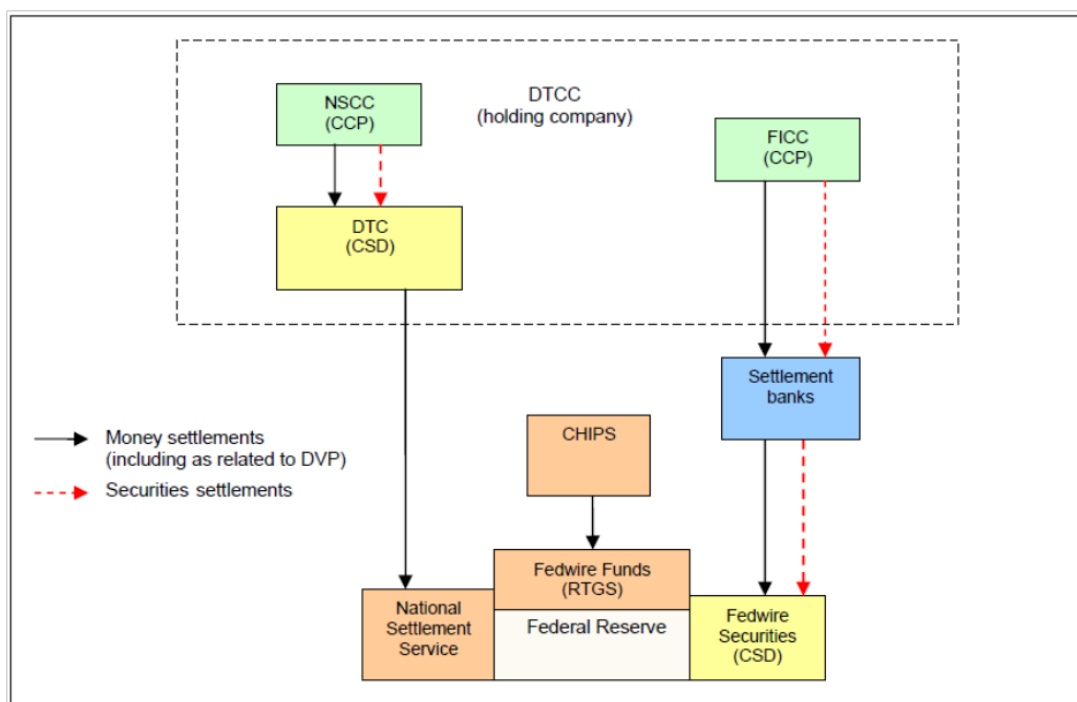 NSCC
(CCP)
DTCC
(holding company)
FICC
(CCP)
DTC
(CSD)
Settlement
banks
CHIPS
Money settlements
(including as related to DVP)
Securities settlements
Fedwire Funds
(RTGS)
National
Settlement
Service
Federal Reserve
Fedwire
Securities
(CSD)